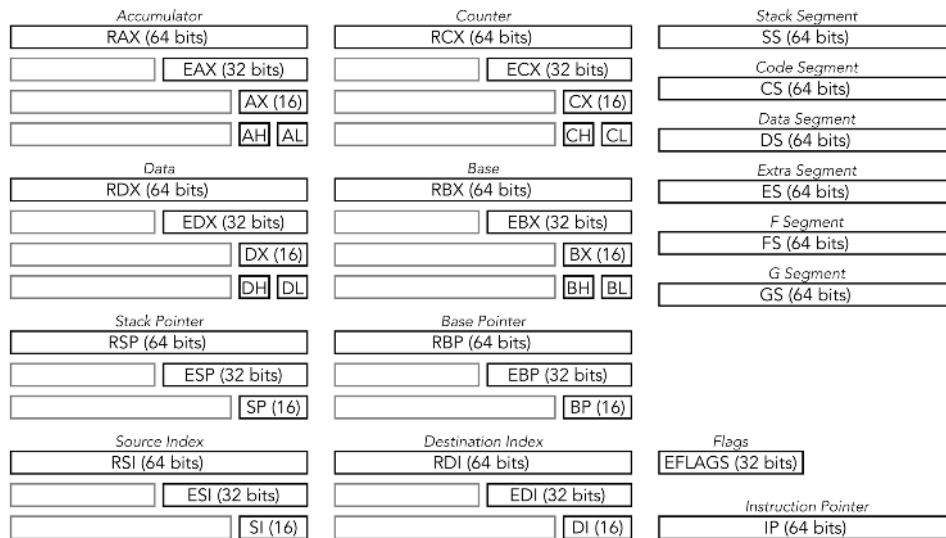 Accumulator
RAX (64 bits)
EAX (32 bits)
AX (16)
AH AL
Counter
RCX (64 bits)
ECX (32 bits)
CX (16)
CH CL
Stack Segment
SS (64 bits)
Code Segment
CS (64 bits)
Data Segment
DS (64 bits)
Extra Segment
ES (64 bits)
F Segment
FS (64 bits)
G Segment
GS (64 bits)
Data
RDX (64 bits)
EDX (32 bits)
DX (16)
DH DL
Base
RBX (64 bits)
EBX (32 bits)
BX (16)
BH BL
Stack Pointer
RSP (64 bits)
ESP (32 bits)
SP (16)
Base Pointer
RBP (64 bits)
EBP (32 bits)
BP (16)
Source Index
RSI (64 bits)
ESI (32 bits)
SI (16)
Destination Index
RDI (64 bits)
EDI (32 bits)
DI (16)
Flags
EFLAGS (32 bits)
Instruction Pointer
IP (64 bits)